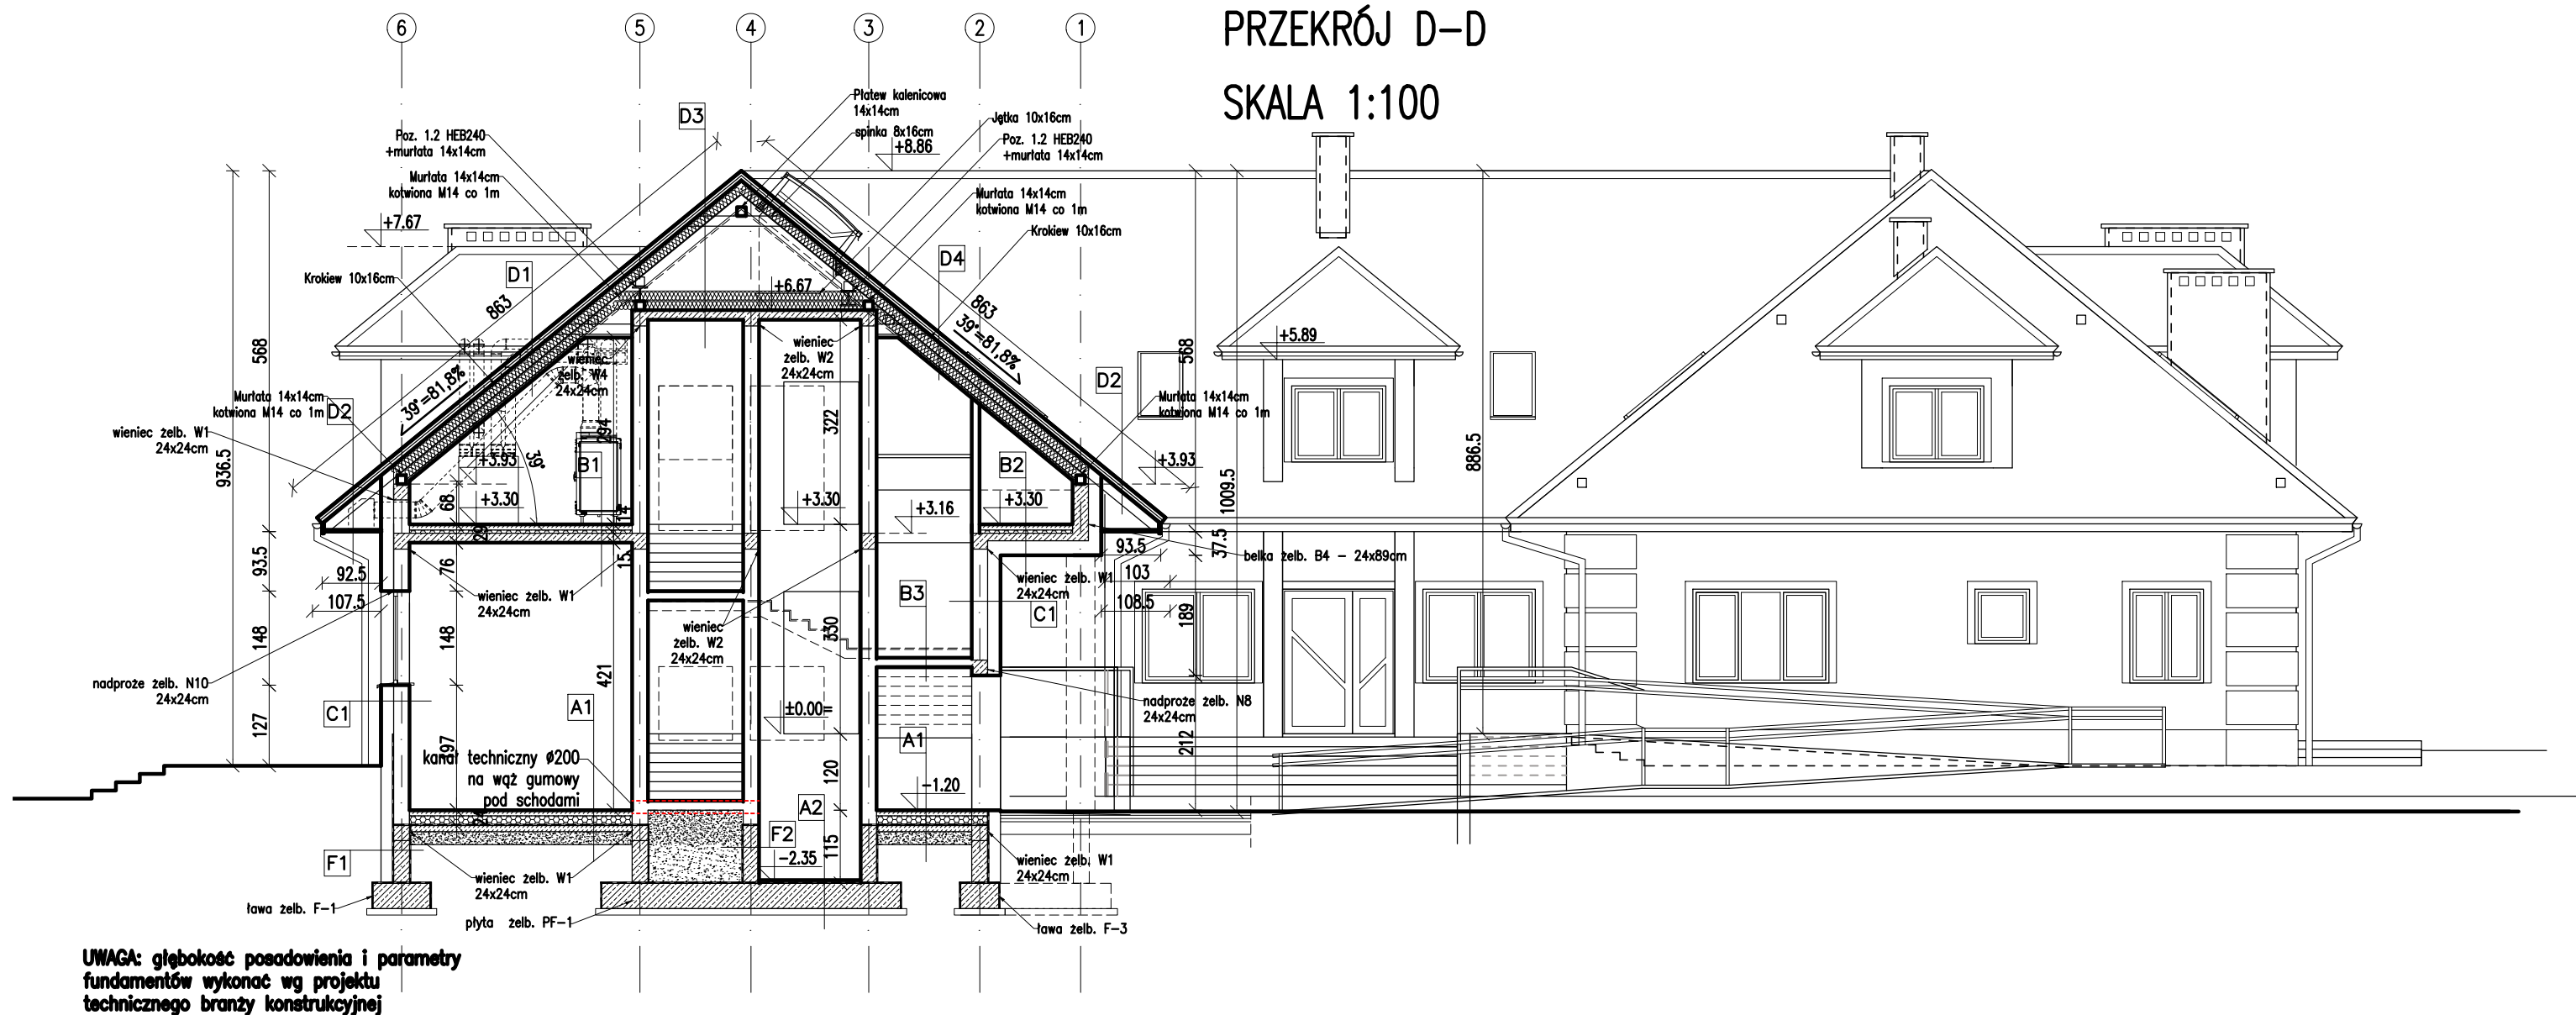 PRZEKRÓJ D-D
SKALA 1:100
6
5
4
3
2
1
D3
Płatew kalenicowa
14x14cm
spinka 8x16cm
+8.86
Jętka 10x16cm
Poz. 1.2 HEB240
+murłata 14x14cm
Poz. 1.2 HEB240
+murłata 14x14cm
Murłata 14x14cm
kotwiona M14 co 1m
Murłata 14x14cm
kotwiona M14 co 1m
+7.67
Krokiew 10x16cm
D1
Krokiew 10x16cm
D4
863
863
+6.67
39°=81,8%
39°=81,8%
+5.89
568
568
wieniec
żelb. W4
24x24cm
wieniec
żelb. W2
24x24cm
D2
D2
Murłata 14x14cm
kotwiona M14 co 1m
Murłata 14x14cm
kotwiona M14 co 1m
wieniec żelb. W1
24x24cm
322
294
39°
936.5
1009.5
886.5
+3.93
+3.93
B1
B2
68
+3.30
+3.30
+3.30
+3.16
14
29
15
93.5
76
92.5
107.5
93.5
37.5
belka żelb. B4 - 24x89cm
103
108.5
wieniec żelb. W1
24x24cm
wieniec żelb. W1
24x24cm
B3
C1
189
148
148
wieniec
żelb. W2
24x24cm
330
421
nadproże żelb. N10
24x24cm
nadproże żelb. N8
24x24cm
C1
A1
±0.00=
127
197
A1
212
kanał techniczny ø200
na wąż gumowy
pod schodami
120
-1.20
A2
F2
115
-2.35
F1
wieniec żelb. W1
24x24cm
wieniec żelb. W1
24x24cm
ława żelb. F-1
płyta żelb. PF-1
ława żelb. F-3
UWAGA: głębokość posadowienia i parametry
fundamentów wykonać wg projektu
technicznego branży konstrukcyjnej